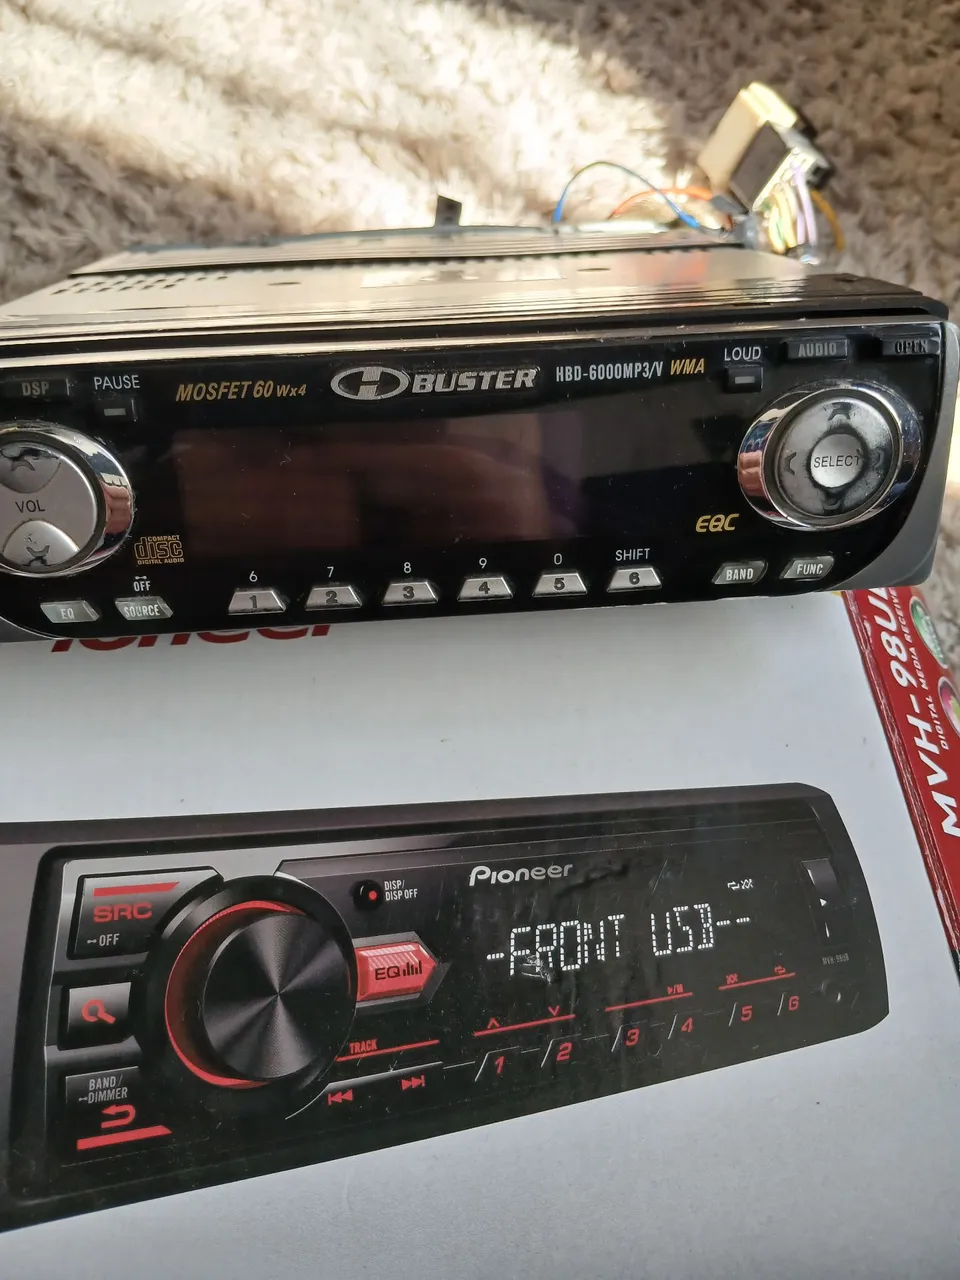 DSP
PAUSE
MOSFET 60 Wx4
H BUSTER
HBD-6000MP3/V WMA
LOUD
AUDIO
OPEN
VOL
SELECT
COMPACT
disc
DIGITAL AUDIO
EQC
OFF
6 7 8 9 0 SHIFT
EQ SOURCE 1 2 3 4 5 6 BAND FUNC
Pioneer
MVH-98U
DIGITAL MEDIA RECEIVE
SRC
OFF
DISP/
DISP OFF
Pioneer
-FRONT USB--
EQ
BAND/
DIMMER
TRACK
1 2 3 4 5 6